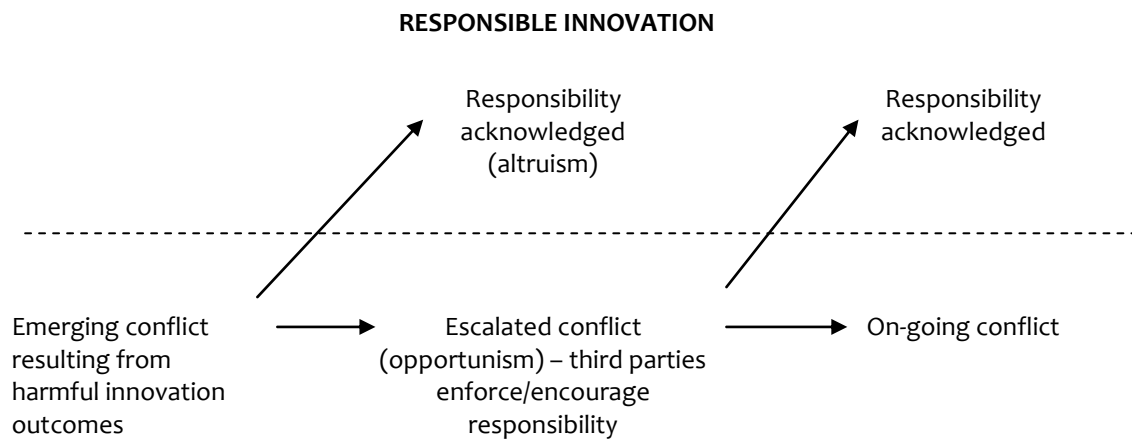 RESPONSIBLE INNOVATION
Responsibility
acknowledged
(altruism)
Responsibility
acknowledged
Emerging conflict
resulting from
harmful innovation
outcomes
Escalated conflict
(opportunism) – third parties
enforce/encourage
responsibility
On-going conflict